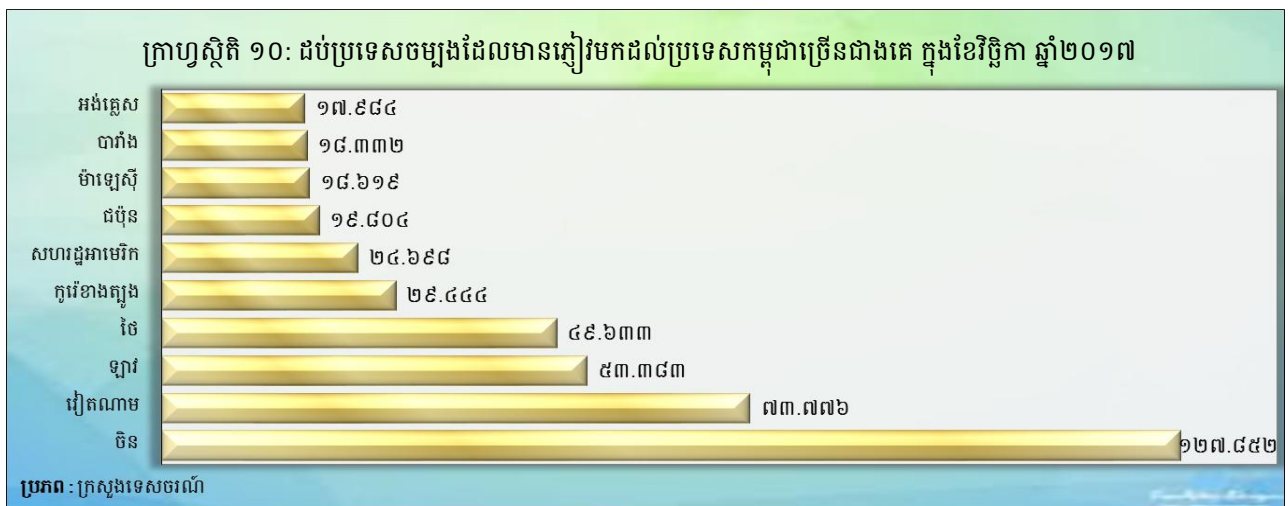 ក្រាហ្វស្ថិតិ ១០: ដប់ប្រទេសចម្បងដែលមានភ្ញៀវមកដល់ប្រទេសកម្ពុជាច្រើនជាងគេ ក្នុងខែវិច្ឆិកា ឆ្នាំ២០១៧
អង់គ្លេស ១៧.៩៨៤
បារាំង ១៨.៣៣២
ម៉ាឡេស៊ី ១៨.៦១៩
ជប៉ុន ១៩.៨០៤
សហរដ្ឋអាមេរិក ២៤.៦៩៨
កូរ៉េខាងត្បូង ២៩.៤៤៤
ថៃ ៤៩.៦៣៣
ឡាវ ៥៣.៣៨៣
វៀតណាម ៧៣.៧៧៦
ចិន ១២៧.៨៥២
ប្រភព : ក្រសួងទេសចរណ៍